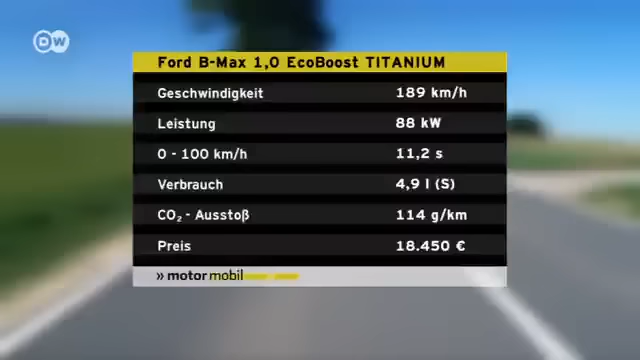 DW
Ford B-Max 1,0 EcoBoost TITANIUM
Geschwindigkeit 189 km/h
Leistung 88 kW
0 - 100 km/h 11,2 s
Verbrauch 4,9 l (S)
CO₂ - Ausstoß 114 g/km
Preis 18.450 €
» motor mobil